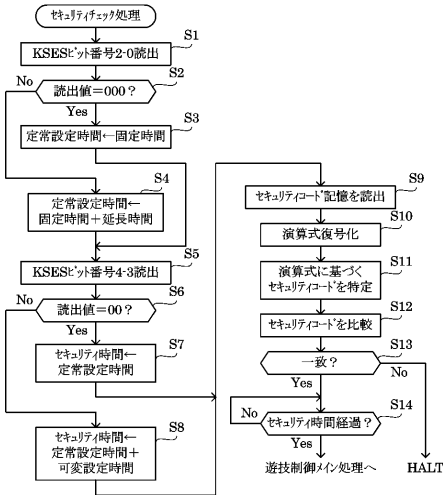 セキュリティチェック処理
S1
KSESビット番号2-0読出
S2
No
読出値=000？
Yes
S3
定常設定時間←固定時間
S4
定常設定時間←
固定時間＋延長時間
S5
KSESビット番号4-3読出
S6
No
読出値=00？
Yes
S7
セキュリティ時間←
定常設定時間
S8
セキュリティ時間←
定常設定時間＋
可変設定時間
S9
セキュリティコード記憶を読出
S10
演算式復号化
S11
演算式に基づく
セキュリティコードを特定
S12
セキュリティコードを比較
S13
一致？
Yes
No
S14
No
セキュリティ時間経過？
Yes
遊技制御メイン処理へ
HALT